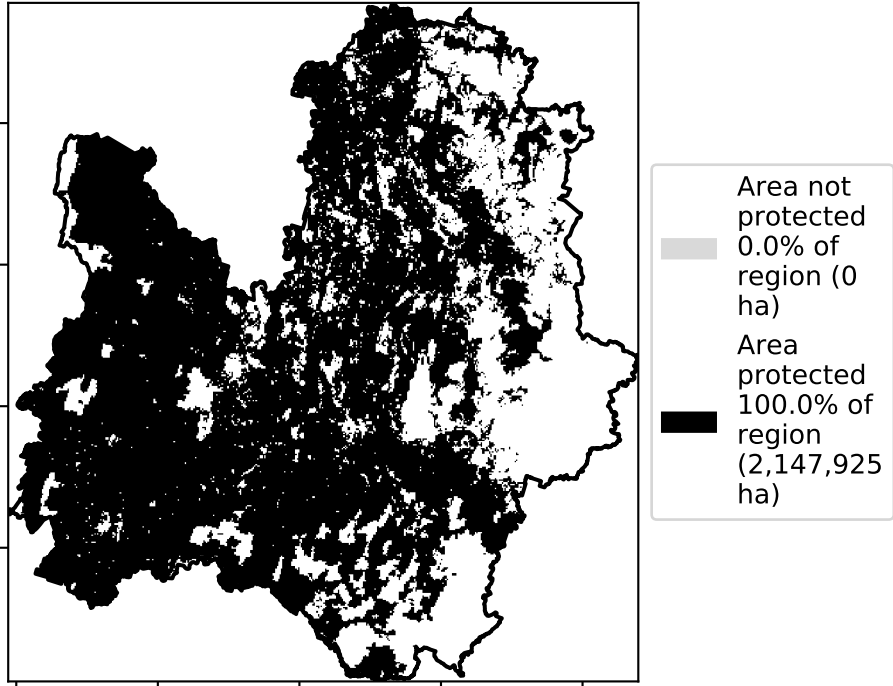 Area not
protected
0.0% of
region (0
ha)
Area
protected
100.0% of
region
(2,147,925
ha)